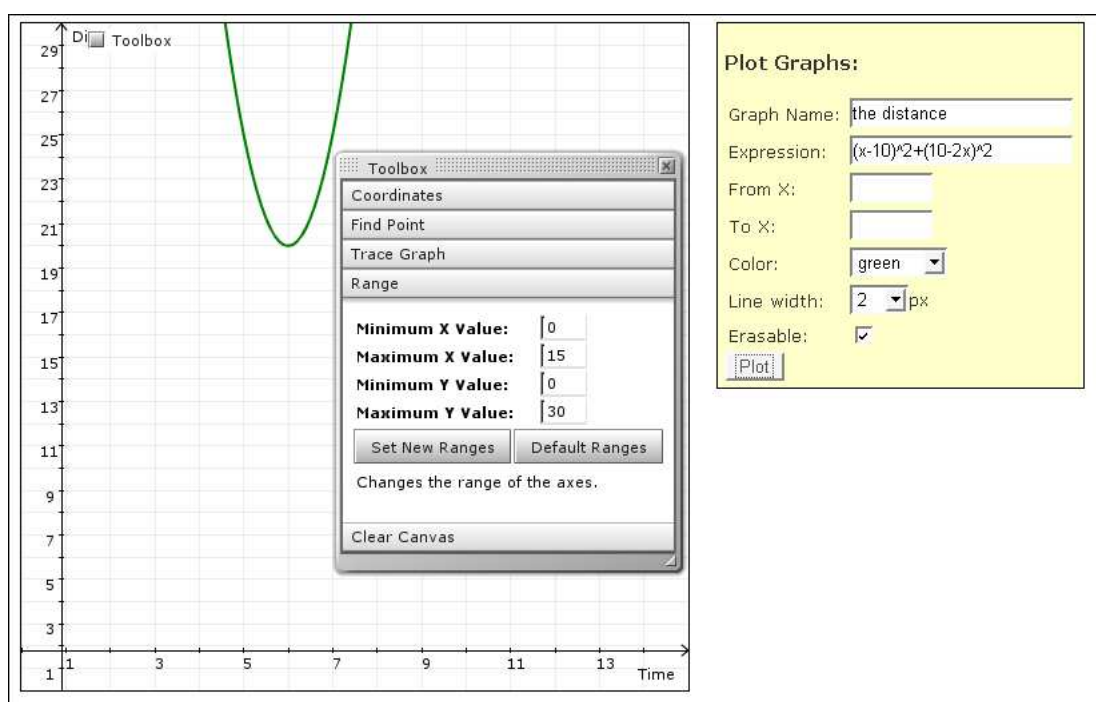 Di
Toolbox
29
27
25
23
21
19
17
15
13
11
9
7
5
3
1
1 3 5 7 9 11 13
Time
Toolbox
Coordinates
Find Point
Trace Graph
Range
Minimum X Value: 0
Maximum X Value: 15
Minimum Y Value: 0
Maximum Y Value: 30
Set New Ranges Default Ranges
Changes the range of the axes.
Clear Canvas
Plot Graphs:
Graph Name: the distance
Expression: (x-10)^2+(10-2x)^2
From X:
To X:
Color: green
Line width: 2 px
Erasable:
Plot